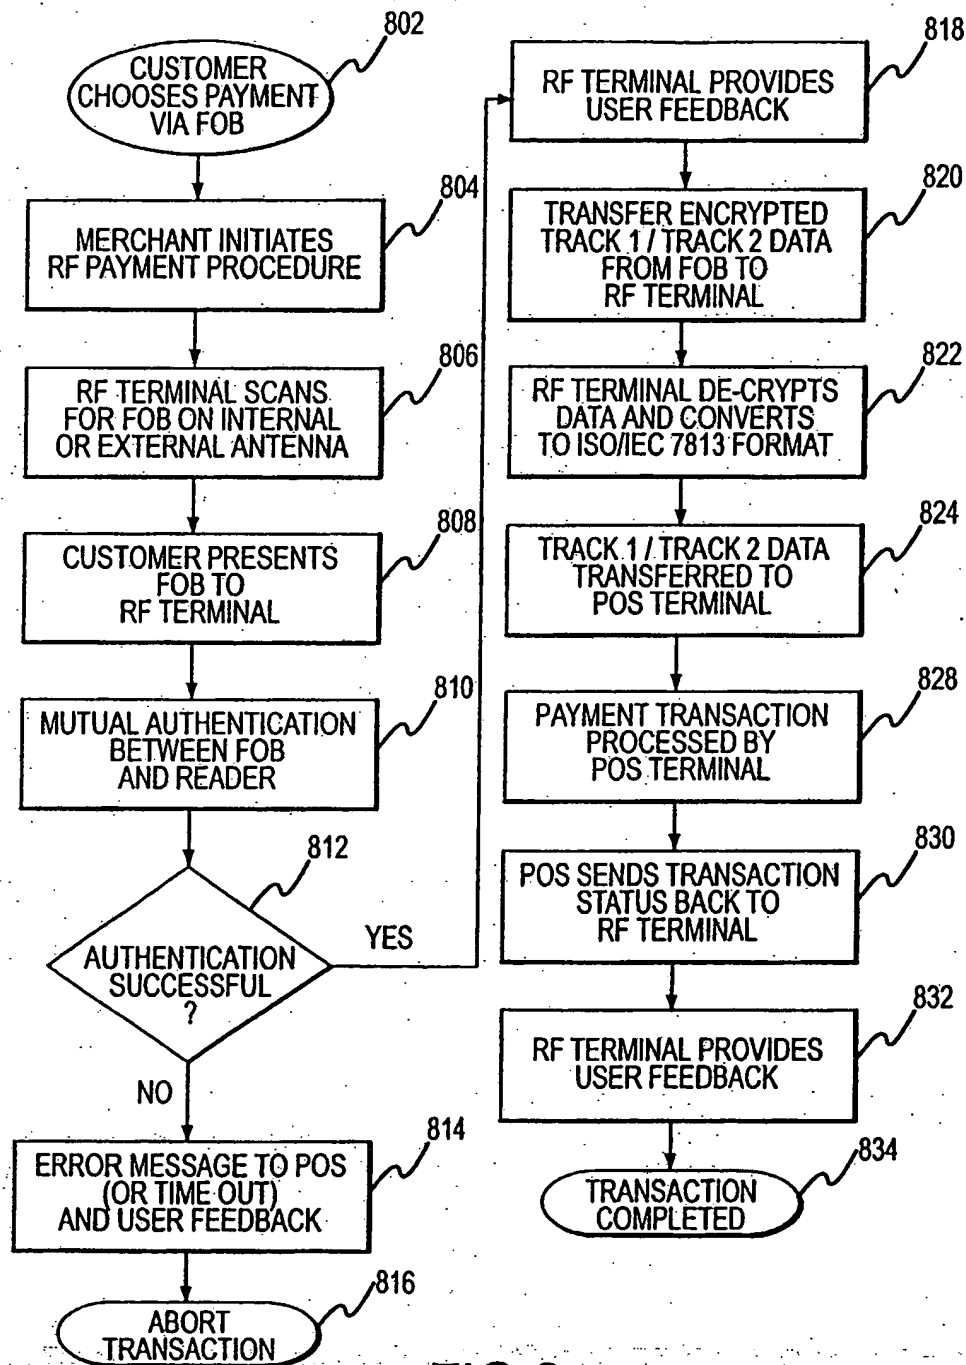 802
CUSTOMER
CHOOSES PAYMENT
VIA FOB
804
MERCHANT INITIATES
RF PAYMENT PROCEDURE
806
RF TERMINAL SCANS
FOR FOB ON INTERNAL
OR EXTERNAL ANTENNA
808
CUSTOMER PRESENTS
FOB TO
RF TERMINAL
810
MUTUAL AUTHENTICATION
BETWEEN FOB
AND READER
812
AUTHENTICATION
SUCCESSFUL
?
YES
NO
814
ERROR MESSAGE TO POS
(OR TIME OUT)
AND USER FEEDBACK
816
ABORT
TRANSACTION
818
RF TERMINAL PROVIDES
USER FEEDBACK
820
TRANSFER ENCRYPTED
TRACK 1 / TRACK 2 DATA
FROM FOB TO
RF TERMINAL
822
RF TERMINAL DE-CRYPTS
DATA AND CONVERTS
TO ISO/IEC 7813 FORMAT
824
TRACK 1 / TRACK 2 DATA
TRANSFERRED TO
POS TERMINAL
828
PAYMENT TRANSACTION
PROCESSED BY
POS TERMINAL
830
POS SENDS TRANSACTION
STATUS BACK TO
RF TERMINAL
832
RF TERMINAL PROVIDES
USER FEEDBACK
834
TRANSACTION
COMPLETED